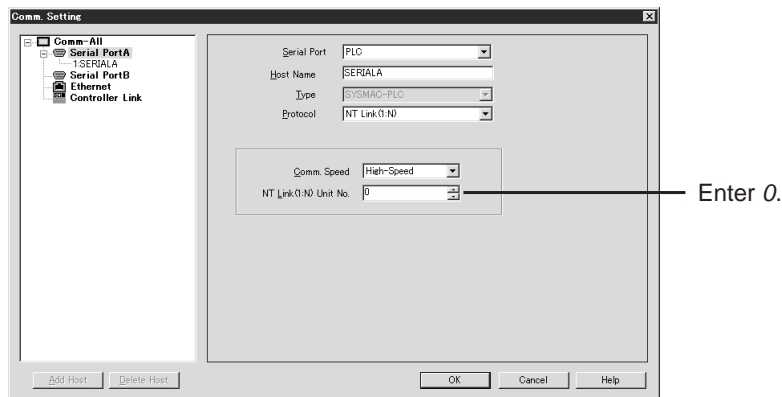 Comm. Setting
Comm-All
Serial PortA
1:SERIALA
Serial PortB
Ethernet
Controller Link
Serial Port PLC
Host Name SERIALA
Type SYSMAC-PLC
Protocol NT Link(1:N)
Comm. Speed High-Speed
NT Link(1:N) Unit No. 0
Enter 0.
Add Host Delete Host OK Cancel Help